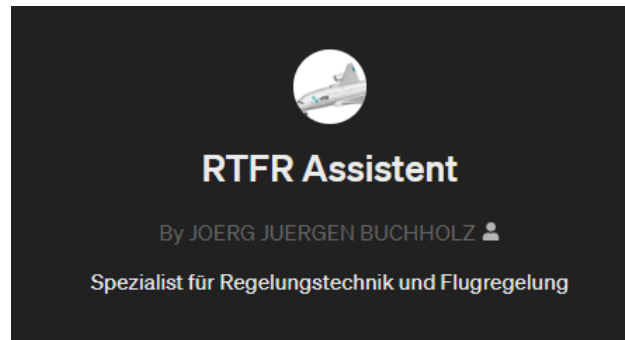 RTFR Assistent
By JOERG JUERGEN BUCHHOLZ
Spezialist für Regelungstechnik und Flugregelung